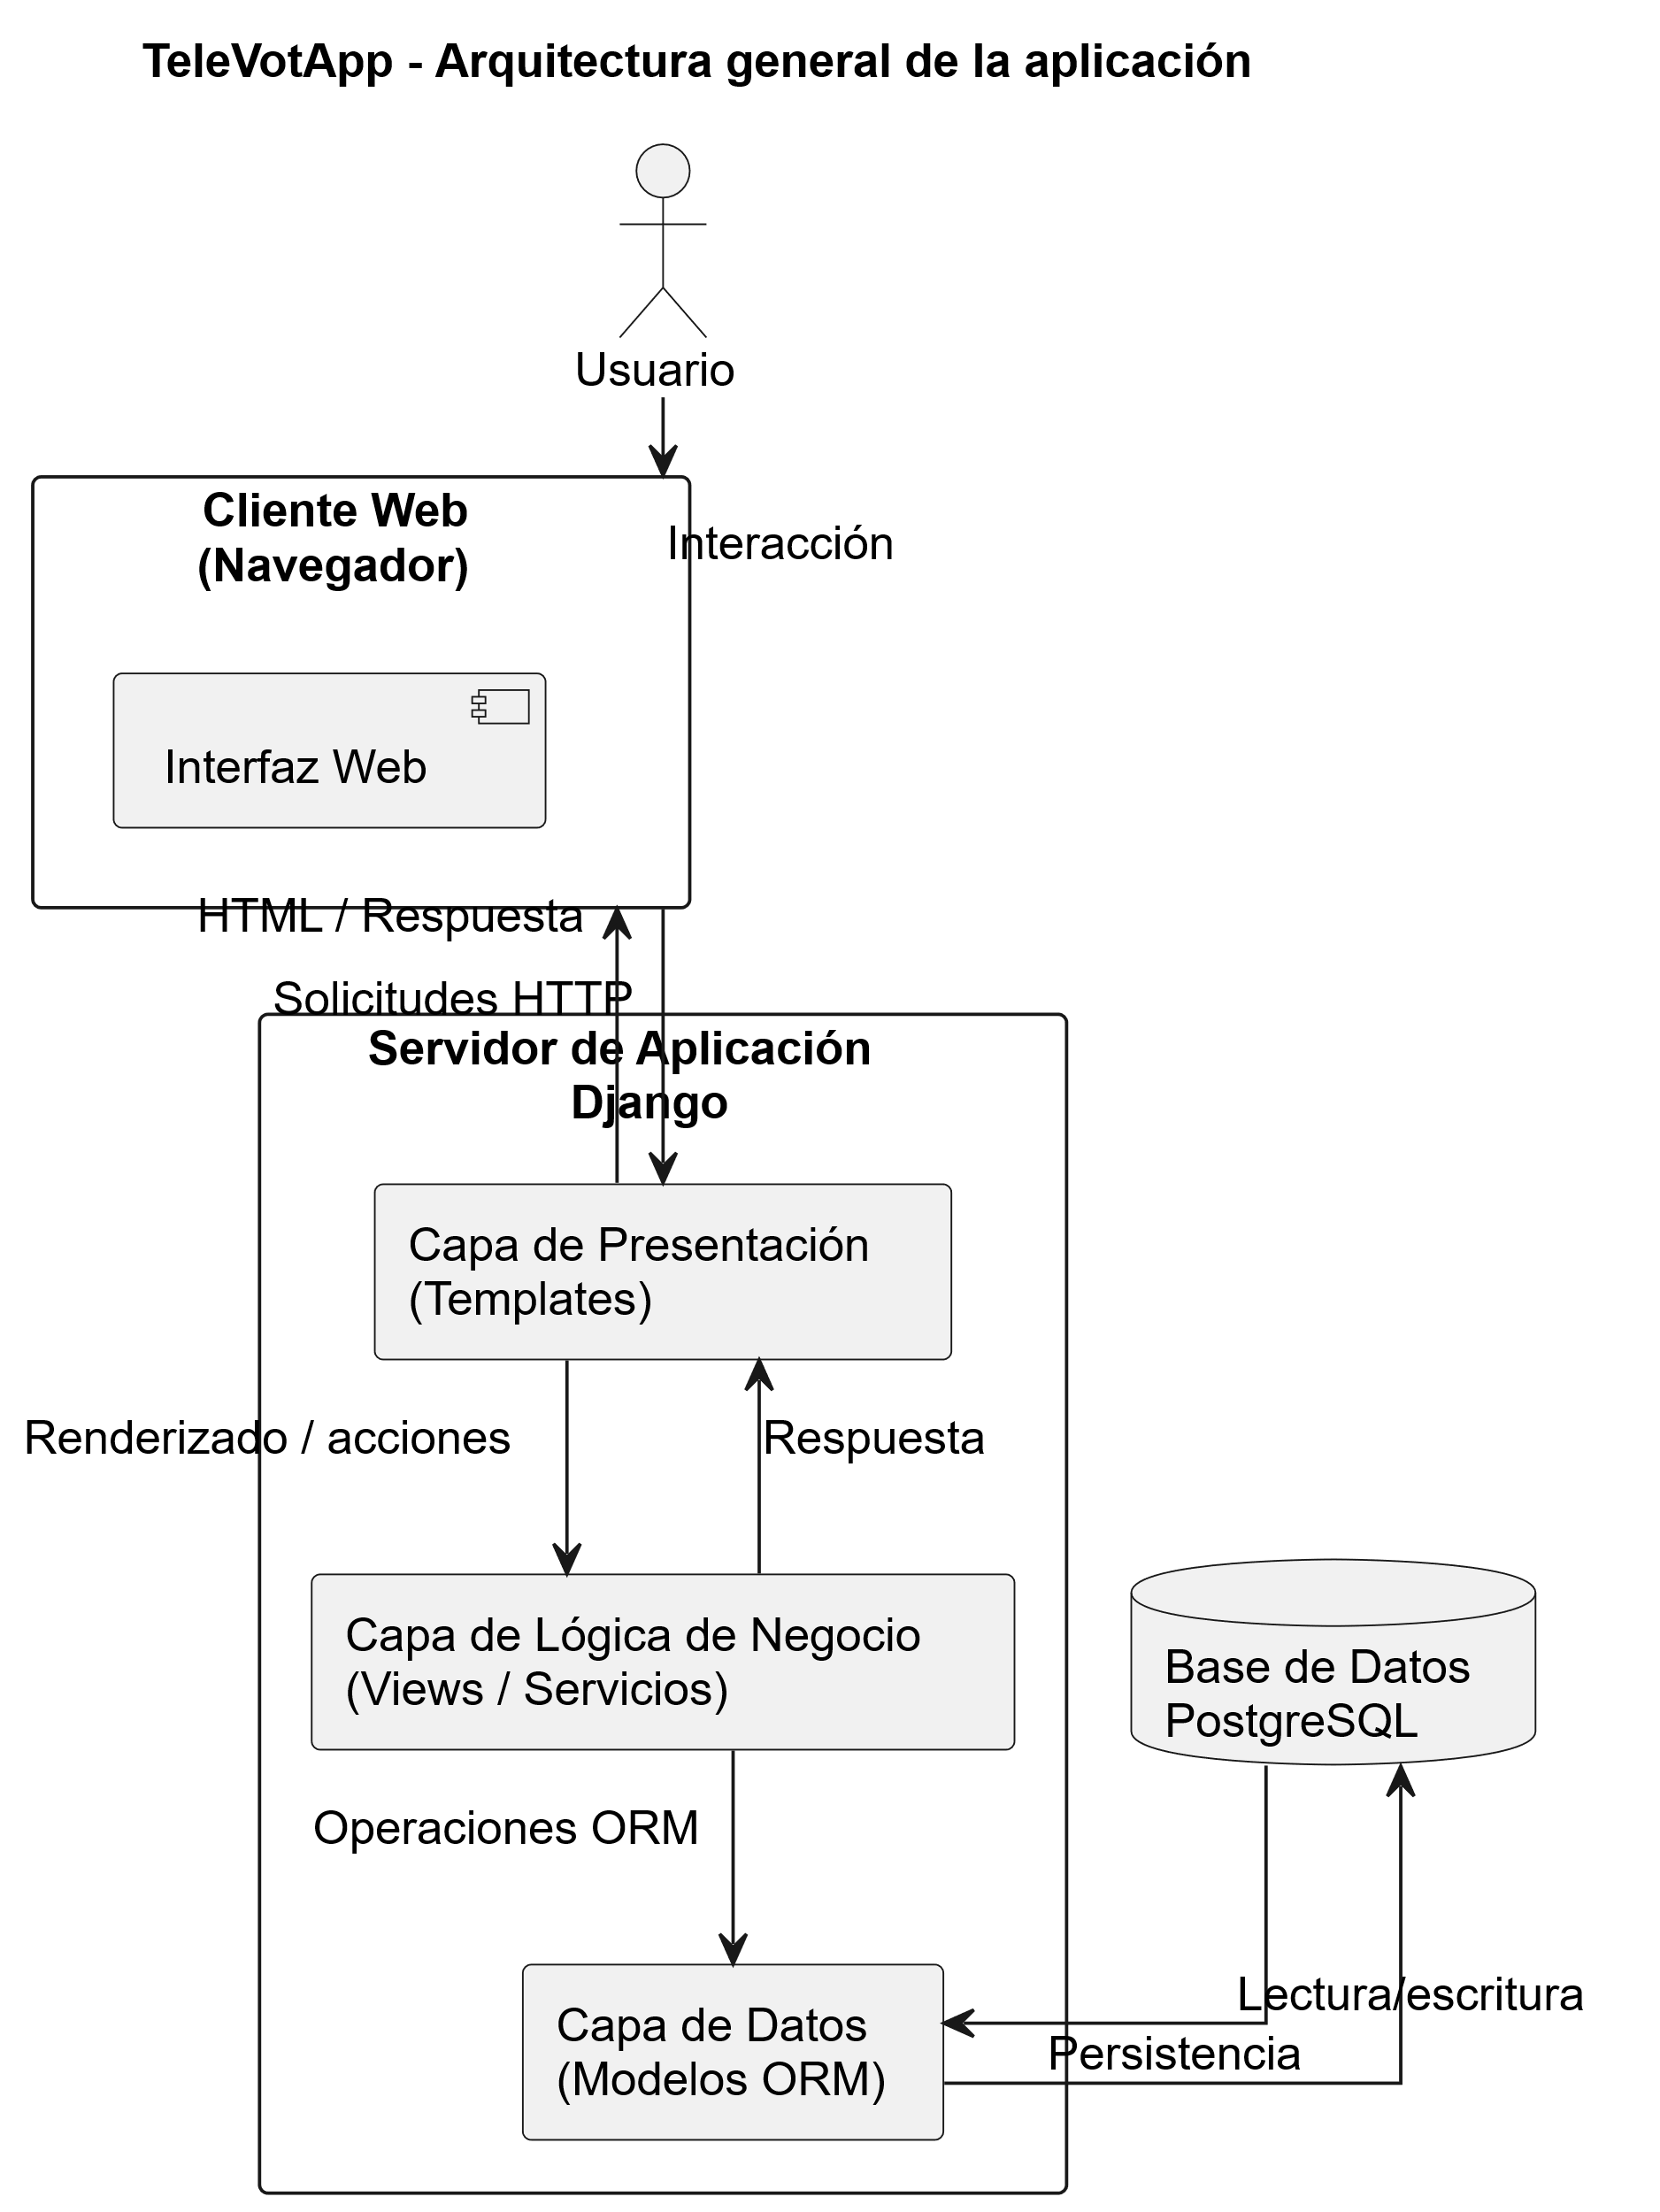 TeleVotApp - Arquitectura general de la aplicación
Usuario
Cliente Web
(Navegador)
Interacción
Interfaz Web
HTML / Respuesta
Solicitudes HTTP
Servidor de Aplicación
Django
Capa de Presentación
(Templates)
Renderizado / acciones
Respuesta
Capa de Lógica de Negocio
(Views / Servicios)
Base de Datos
PostgreSQL
Operaciones ORM
Lectura/escritura
Persistencia
Capa de Datos
(Modelos ORM)